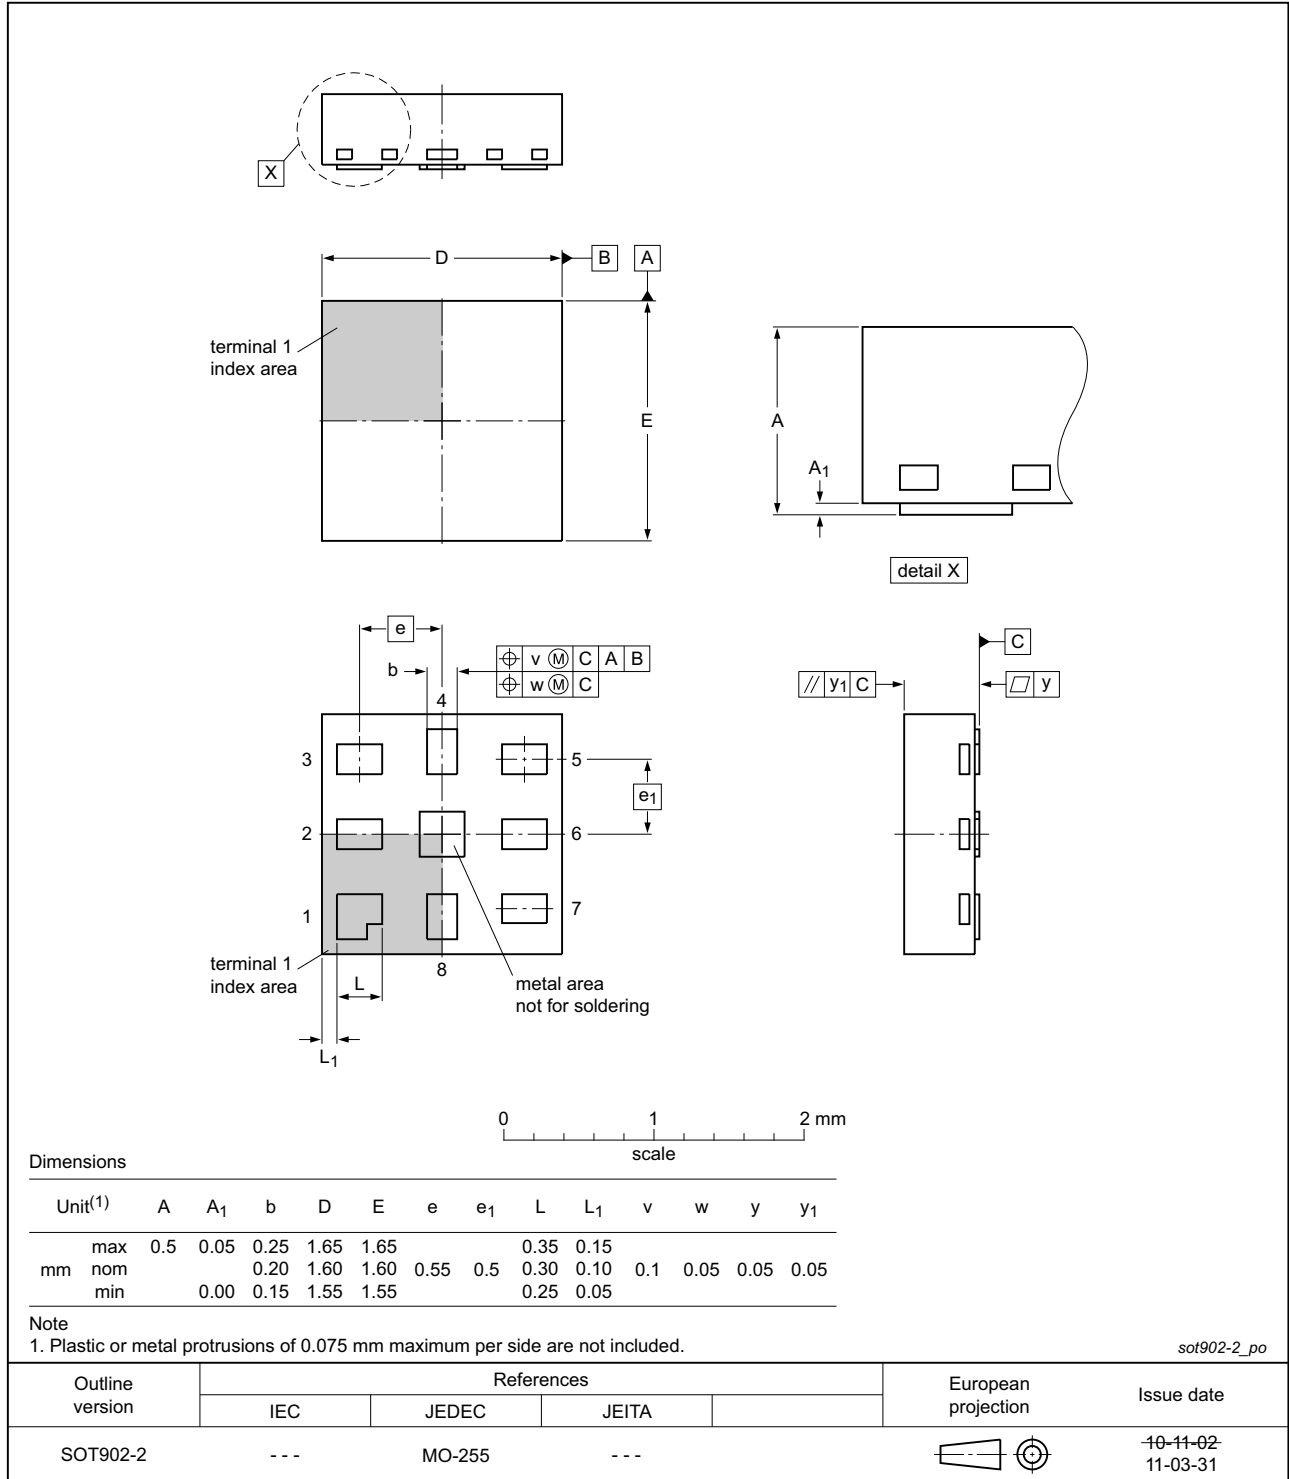 X
D
B
A
terminal 1
index area
E
A
A1
detail X
e
b
v M C A B
w M C
4
3
5
e1
2
6
1
7
terminal 1
index area
L
8
metal area
not for soldering
L1
C
// y1 C
y
0 1 2 mm
scale
Dimensions
Unit(1) A A1 b D E e e1 L L1 v w y y1
max 0.5 0.05 0.25 1.65 1.65 0.35 0.15
mm nom 0.20 1.60 1.60 0.55 0.5 0.30 0.10 0.1 0.05 0.05 0.05
min 0.00 0.15 1.55 1.55 0.25 0.05
Note
1. Plastic or metal protrusions of 0.075 mm maximum per side are not included.
sot902-2_po
Outline
version
References
IEC JEDEC JEITA
European
projection
Issue date
SOT902-2 - - - MO-255 - - -
10-11-02
11-03-31